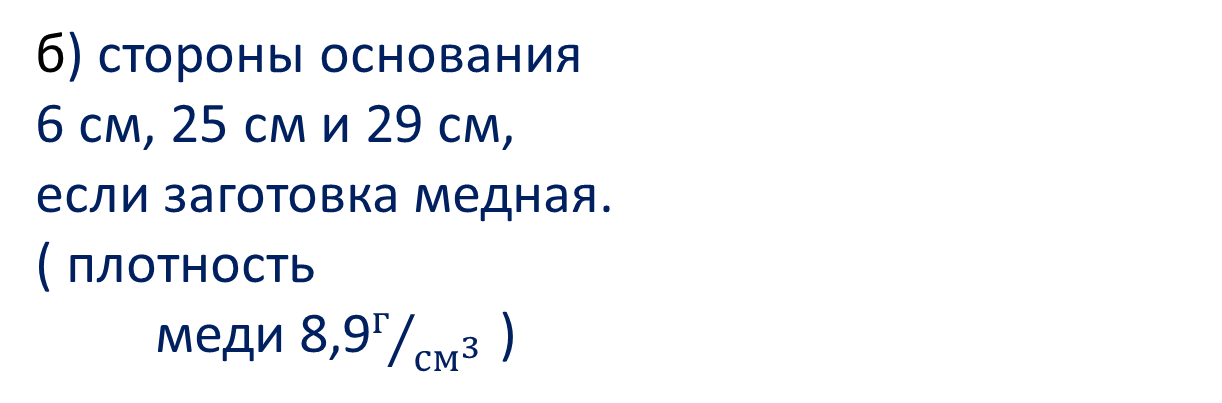 б) стороны основания
6 см, 25 см и 29 см,
если заготовка медная.
( плотность
меди 8,9г/см³ )